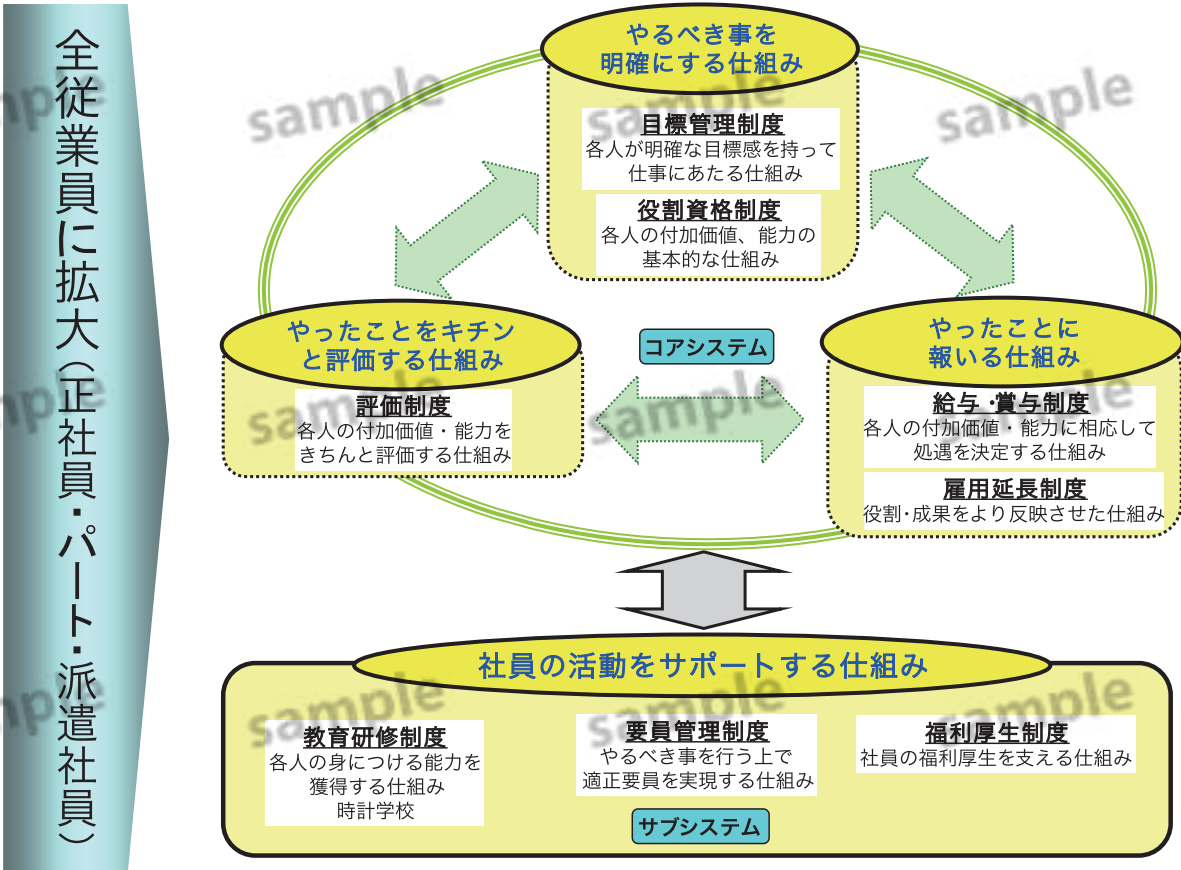 全従業員に拡大（正社員・パート・派遣社員）
やるべき事を
明確にする仕組み
目標管理制度
各人が明確な目標感を持って
仕事にあたる仕組み
役割資格制度
各人の付加価値、能力の
基本的な仕組み
やったことをキチン
と評価する仕組み
評価制度
各人の付加価値・能力を
きちんと評価する仕組み
コアシステム
やったことに
報いる仕組み
給与・賞与制度
各人の付加価値・能力に相応して
処遇を決定する仕組み
雇用延長制度
役割・成果をより反映させた仕組み
社員の活動をサポートする仕組み
教育研修制度
各人の身につける能力を
獲得する仕組み
時計学校
要員管理制度
やるべき事を行う上で
適正要員を実現する仕組み
福利厚生制度
社員の福利厚生を支える仕組み
サブシステム
mple
sample
sample
sample
mple
sample
sample
sample
mple
sample
sample
sample